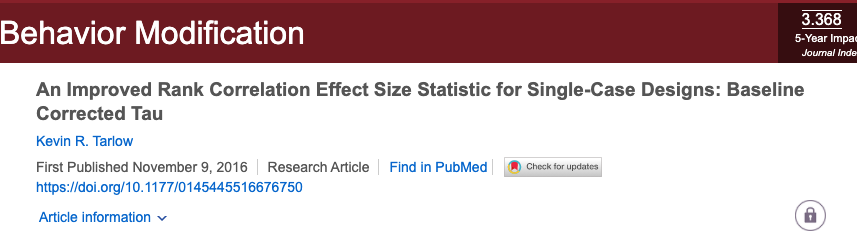 Behavior Modification
3.368
5-Year Impac
Journal Inde
An Improved Rank Correlation Effect Size Statistic for Single-Case Designs: Baseline
Corrected Tau
Kevin R. Tarlow
First Published November 9, 2016 Research Article Find in PubMed Check for updates
https://doi.org/10.1177/0145445516676750
Article information